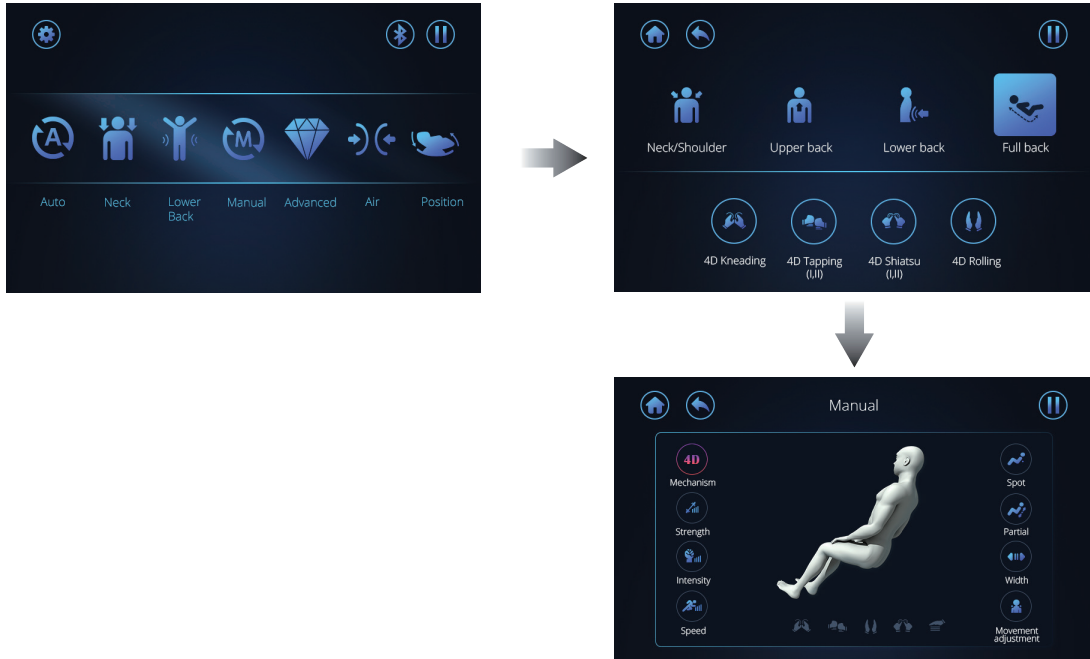 A
M
Auto
Neck
Lower
Back
Manual
Advanced
Air
Position
Neck/Shoulder
Upper back
Lower back
Full back
4D Kneading
4D Tapping
(I,II)
4D Shiatsu
(I,II)
4D Rolling
Manual
4D
Mechanism
Strength
Intensity
Speed
Spot
Partial
Width
Movement
adjustment